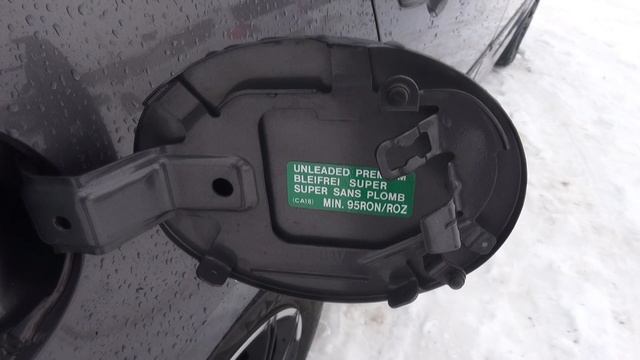 UNLEADED PREMIUM
BLEIFREI SUPER
SUPER SANS PLOMB
(CA18) MIN. 95RON/ROZ